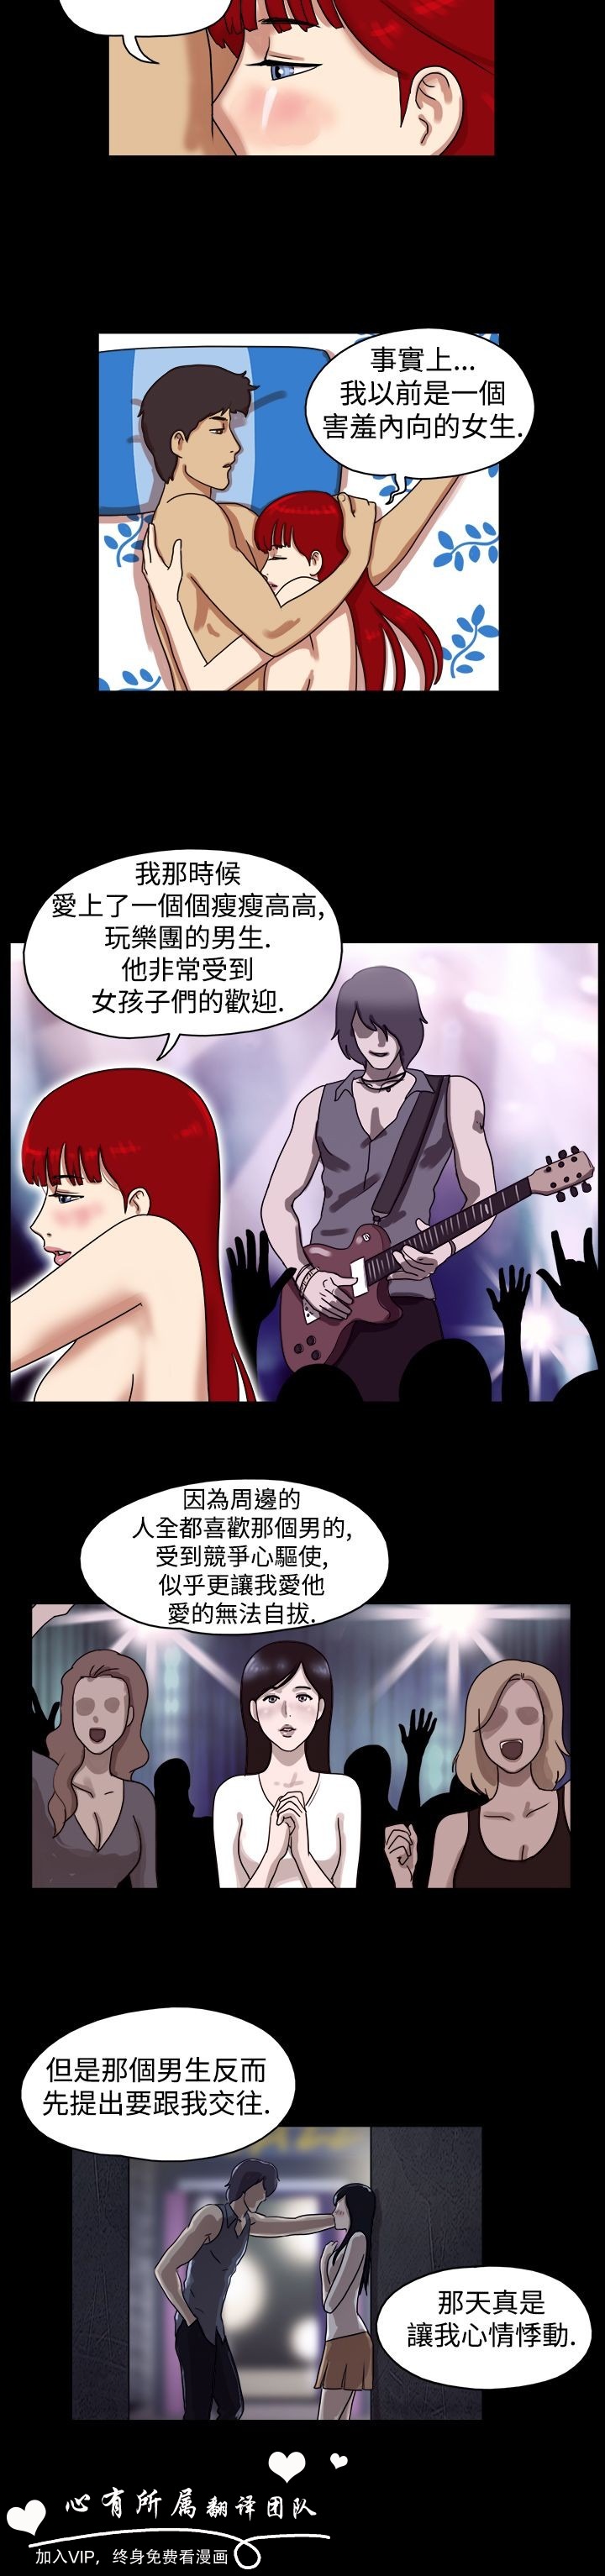 事實上...
我以前是一個
害羞內向的女生.
我那時候
愛上了一個個瘦瘦高高,
玩樂團的男生.
他非常受到
女孩子們的歡迎.
因為周邊的
人全都喜歡那個男的,
受到競爭心驅使,
似乎更讓我愛他
愛的無法自拔.
但是那個男生反而
先提出要跟我交往.
那天真是
讓我心情悸動.
心有所属翻译团队
加入VIP，终身免费看漫画